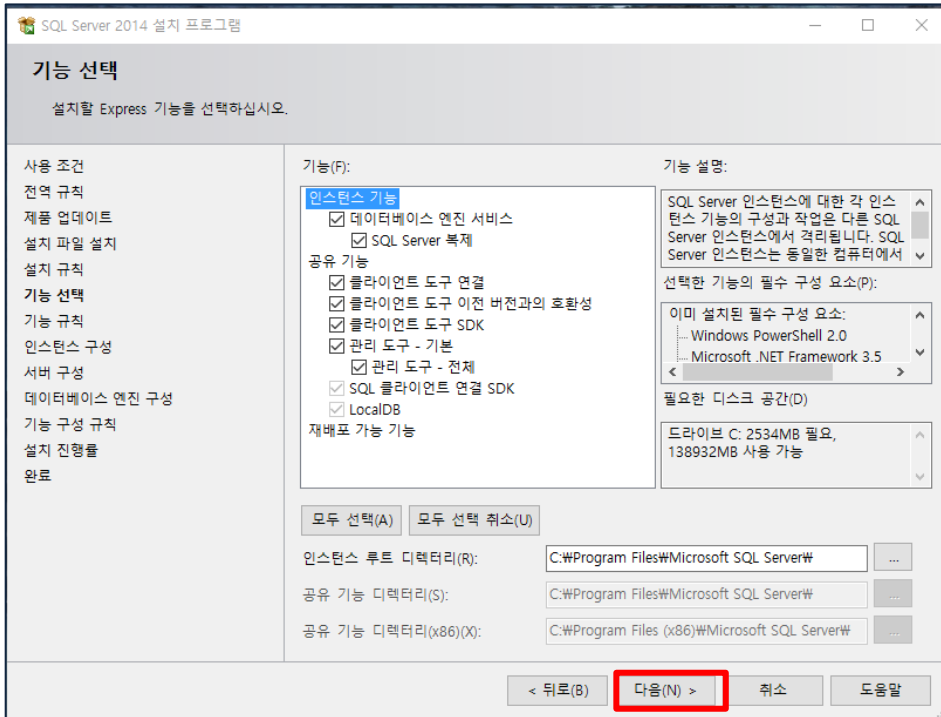 SQL Server 2014 설치 프로그램
기능 선택
설치할 Express 기능을 선택하십시오.
사용 조건
전역 규칙
제품 업데이트
설치 파일 설치
설치 규칙
기능 선택
기능 규칙
인스턴스 구성
서버 구성
데이터베이스 엔진 구성
기능 구성 규칙
설치 진행률
완료
기능(F):
인스턴스 기능
데이터베이스 엔진 서비스
SQL Server 복제
공유 기능
클라이언트 도구 연결
클라이언트 도구 이전 버전과의 호환성
클라이언트 도구 SDK
관리 도구 - 기본
관리 도구 - 전체
SQL 클라이언트 연결 SDK
LocalDB
재배포 가능 기능
기능 설명:
SQL Server 인스턴스에 대한 각 인스
턴스 기능의 구성과 작업은 다른 SQL
Server 인스턴스에서 격리됩니다. SQL
Server 인스턴스는 동일한 컴퓨터에서
선택한 기능의 필수 구성 요소(P):
이미 설치된 필수 구성 요소:
Windows PowerShell 2.0
Microsoft .NET Framework 3.5
필요한 디스크 공간(D)
드라이브 C: 2534MB 필요,
138932MB 사용 가능
모두 선택(A) 모두 선택 취소(U)
인스턴스 루트 디렉터리(R): C:₩Program Files₩Microsoft SQL Server₩ ...
공유 기능 디렉터리(S): C:₩Program Files₩Microsoft SQL Server₩ ...
공유 기능 디렉터리(x86)(X): C:₩Program Files (x86)₩Microsoft SQL Server₩ ...
< 뒤로(B) 다음(N) > 취소 도움말